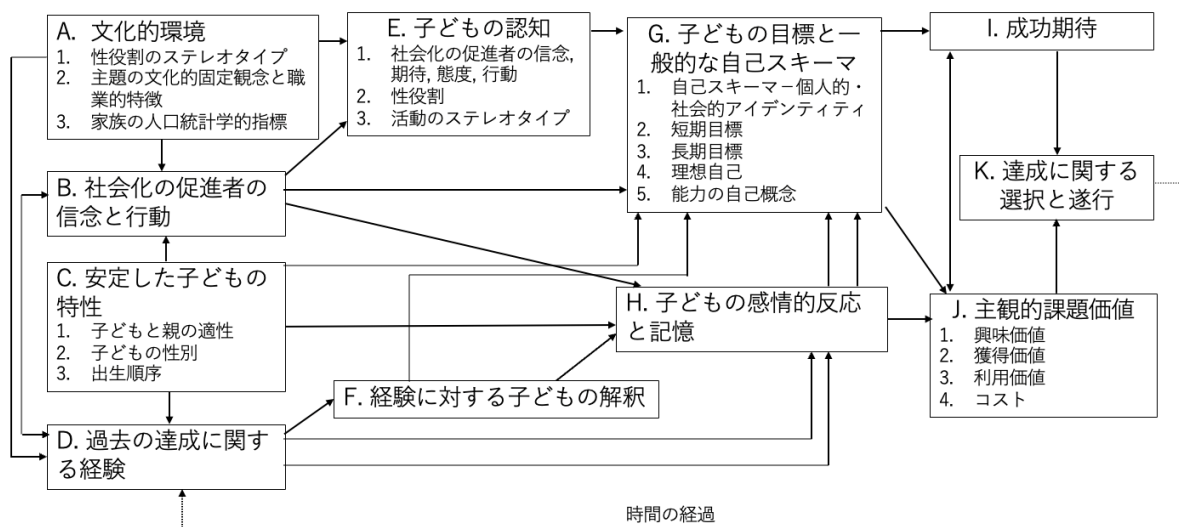 A. 文化的環境
1. 性役割のステレオタイプ
2. 主題の文化的固定観念と職
業的特徴
3. 家族の人口統計学的指標
B. 社会化の促進者の
信念と行動
C. 安定した子どもの
特性
1. 子どもと親の適性
2. 子どもの性別
3. 出生順序
D. 過去の達成に関す
る経験
E. 子どもの認知
1. 社会化の促進者の信念,
期待, 態度, 行動
2. 性役割
3. 活動のステレオタイプ
F. 経験に対する子どもの解釈
G. 子どもの目標と一
般的な自己スキーマ
1. 自己スキーマ－個人的・
社会的アイデンティティ
2. 短期目標
3. 長期目標
4. 理想自己
5. 能力の自己概念
H. 子どもの感情的反応
と記憶
I. 成功期待
K. 達成に関する
選択と遂行
J. 主観的課題価値
1. 興味価値
2. 獲得価値
3. 利用価値
4. コスト
時間の経過